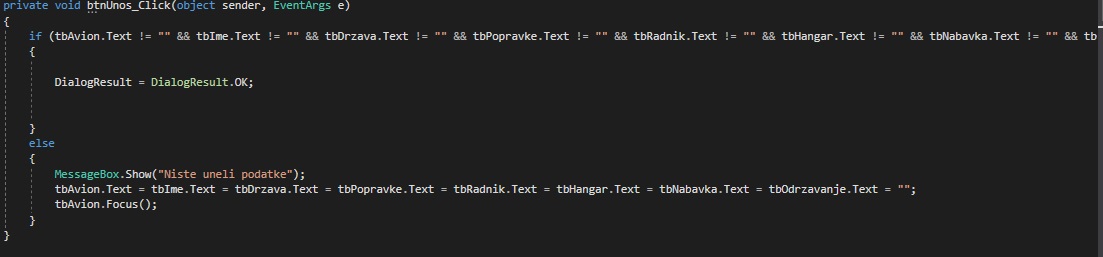 private void btnUnos_Click(object sender, EventArgs e)
{
if (tbAvion.Text != "" && tbIme.Text != "" && tbDrzava.Text != "" && tbPopravke.Text != "" && tbRadnik.Text != "" && tbHangar.Text != "" && tbNabavka.Text != "" && tb
{
DialogResult = DialogResult.OK;
}
else
{
MessageBox.Show("Niste uneli podatke");
tbAvion.Text = tbIme.Text = tbDrzava.Text = tbPopravke.Text = tbRadnik.Text = tbHangar.Text = tbNabavka.Text = tbOdrzavanje.Text = "";
tbAvion.Focus();
}
}